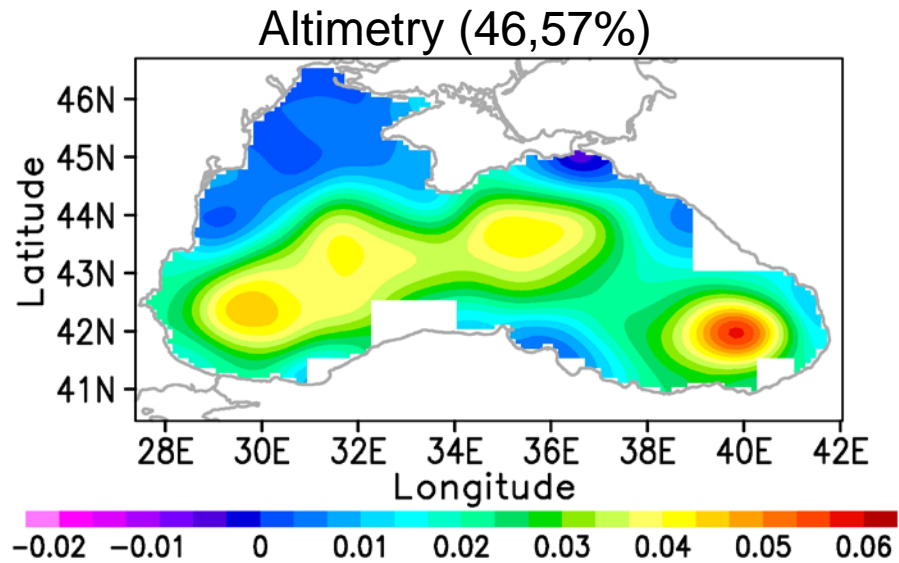 Altimetry (46,57%)
46N
45N
44N
43N
42N
41N
Latitude
28E 30E 32E 34E 36E 38E 40E 42E
Longitude
−0.02 −0.01 0 0.01 0.02 0.03 0.04 0.05 0.06